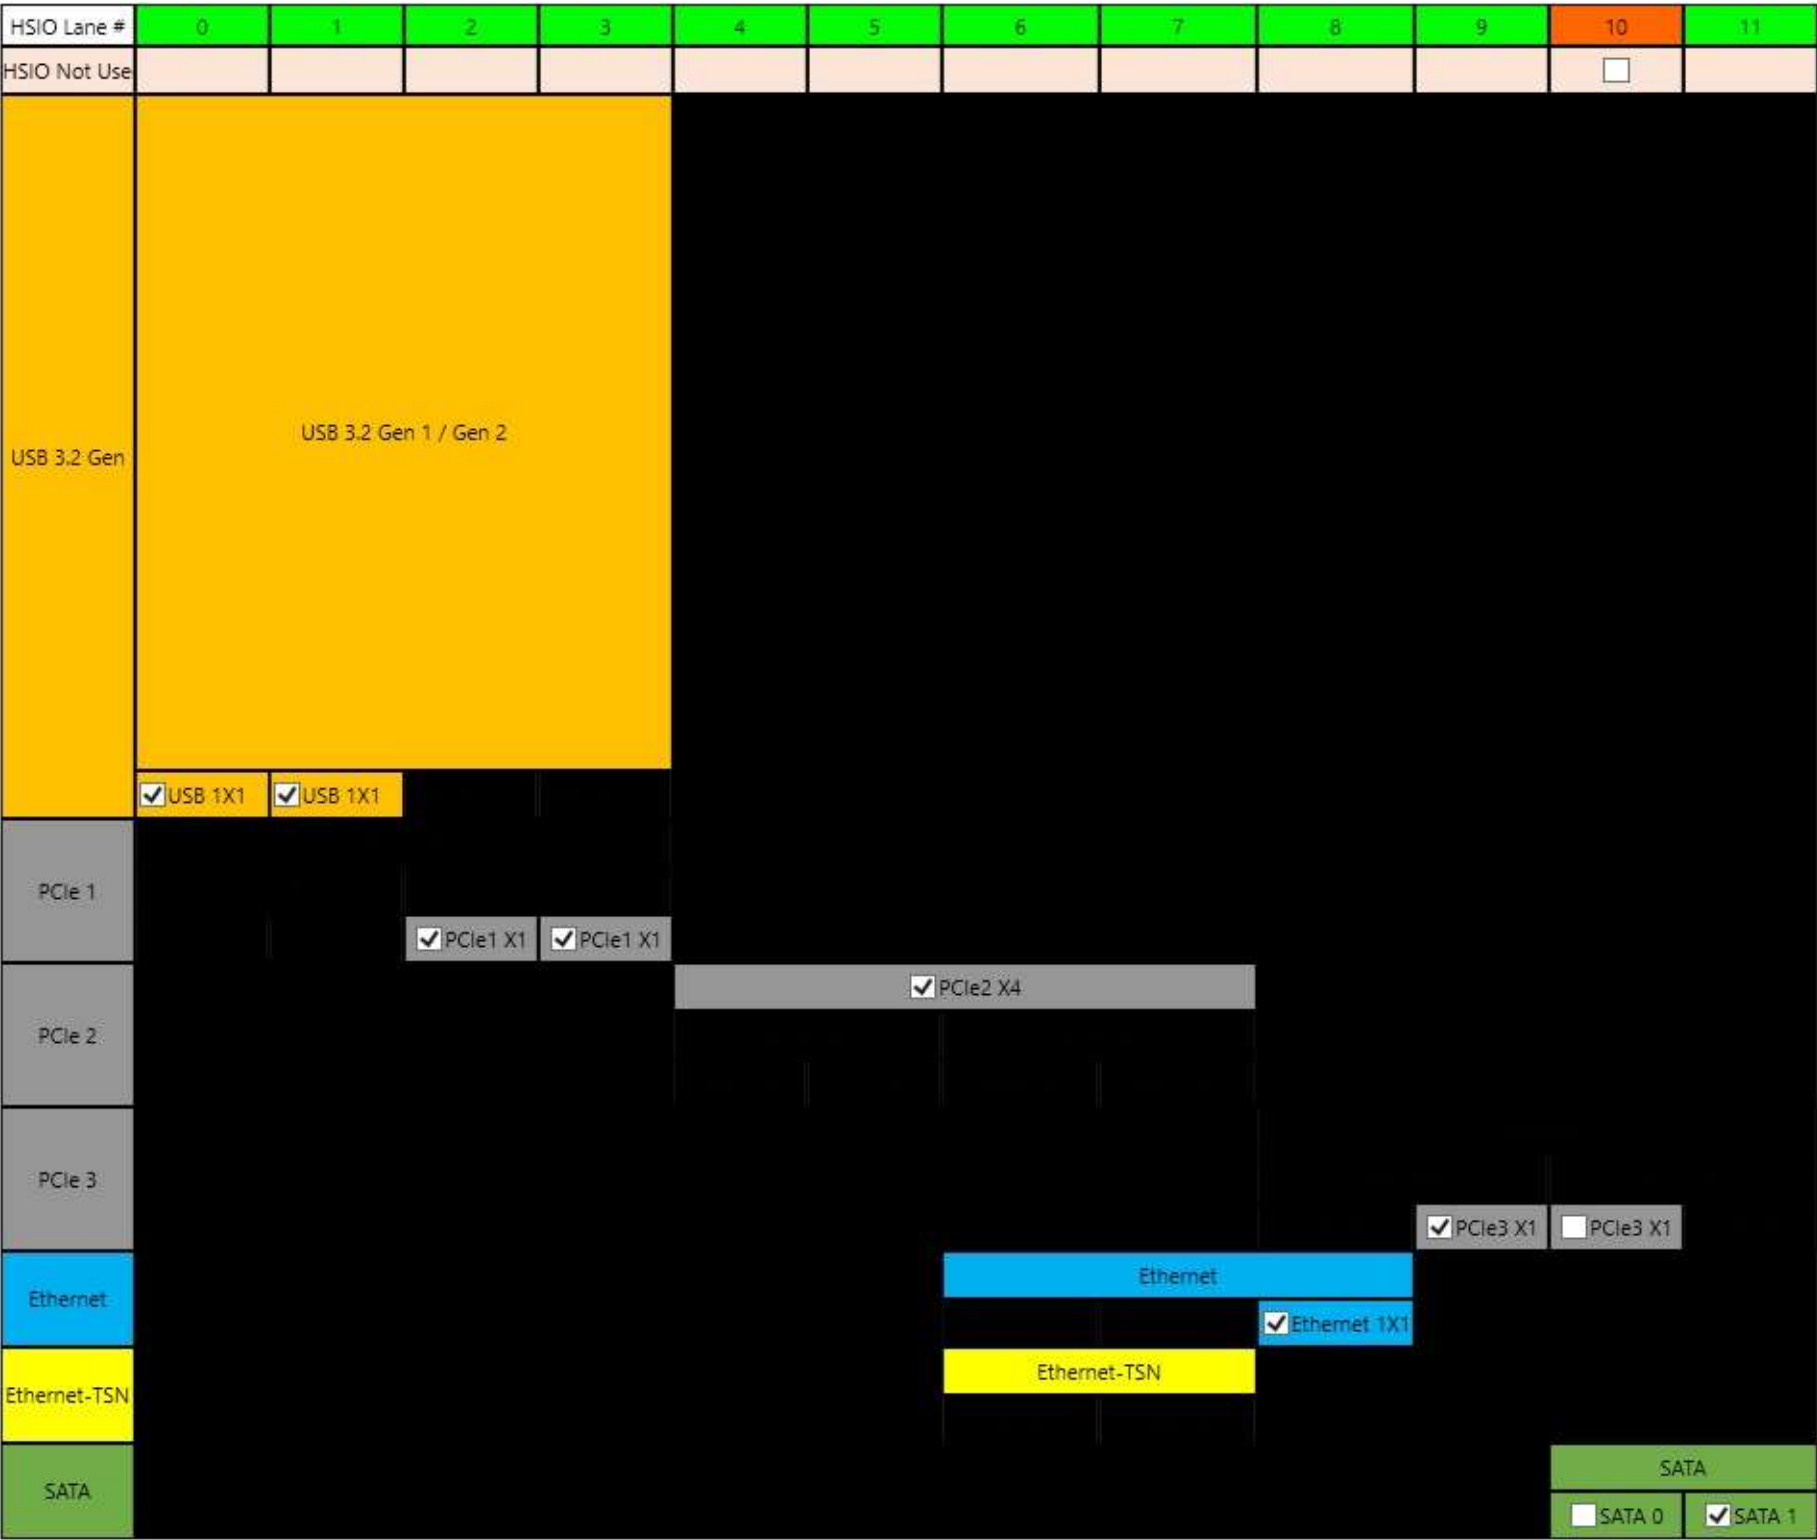 HSIO Lane # 0 1 2 3 4 5 6 7 8 9 10 11
HSIO Not Use
USB 3.2 Gen
USB 3.2 Gen 1 / Gen 2
USB 1X1 USB 1X1
PCIe 1
PCIe1 X1 PCIe1 X1
PCIe2 X4
PCIe 2
PCIe 3
PCIe3 X1 PCIe3 X1
Ethernet
Ethernet
Ethernet 1X1
Ethernet-TSN
Ethernet-TSN
SATA
SATA
SATA 0 SATA 1